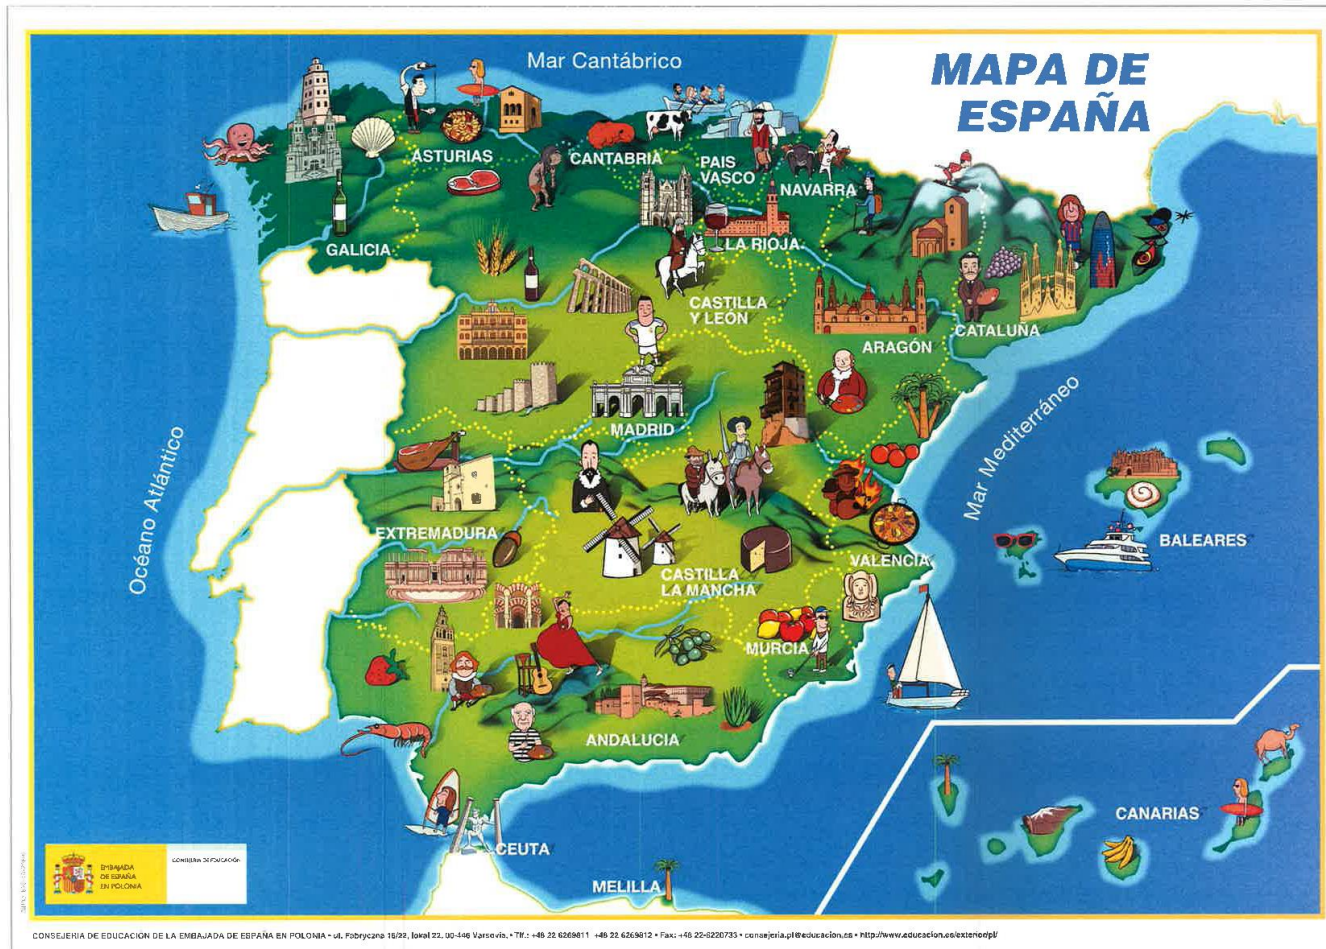 MAPA DE
ESPAÑA
Mar Cantábrico
ASTURIAS
CANTABRIA
PAIS
VASCO
NAVARRA
GALICIA
LA RIOJA
CASTILLA
Y LEÓN
ARAGÓN
CATALUÑA
MADRID
Océano Atlántico
Mar Mediterráneo
EXTREMADURA
CASTILLA
LA MANCHA
VALENCIA
BALEARES
MURCIA
ANDALUCIA
CEUTA
MELILLA
CANARIAS
EMBAJADA
DE ESPAÑA
EN POLONIA
CONSEJERIA DE EDUCACIÓN
CONSEJERIA DE EDUCACIÓN DE LA EMBAJADA DE ESPAÑA EN POLONIA • ul. Fabryczna 16/22, lokal 22, 00-446 Varsovia, • Tlf.: +48 22 6269811 +48 22 6269812 • Fax: +48 22-6220733 • consejeria.pl@educacion.es • http://www.educacion.es/exterior/pl/